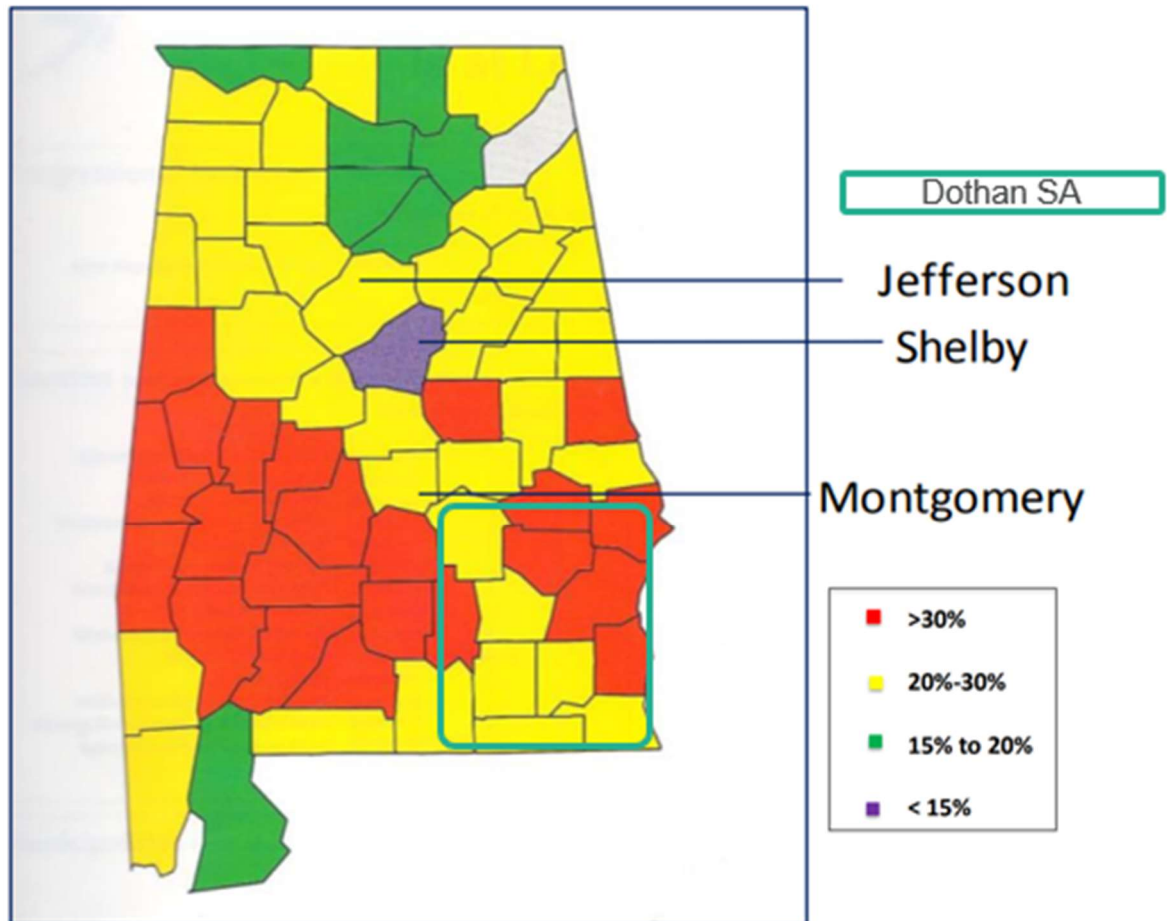 Dothan SA
Jefferson
Shelby
Montgomery
>30%
20%-30%
15% to 20%
< 15%